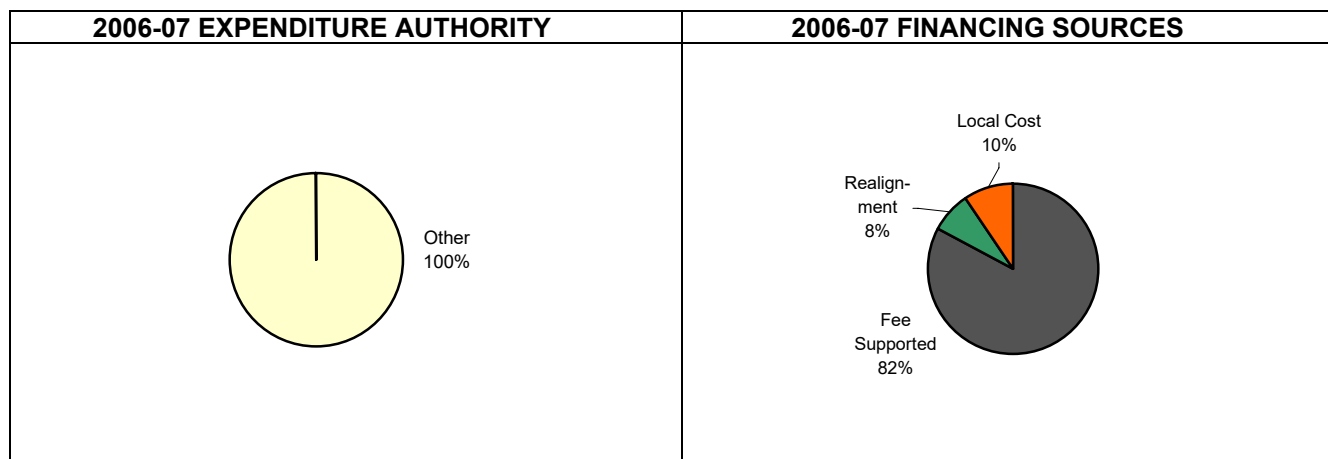 2006-07 EXPENDITURE AUTHORITY
Other
100%
2006-07 FINANCING SOURCES
Local Cost
10%
Realign-
ment
8%
Fee
Supported
82%